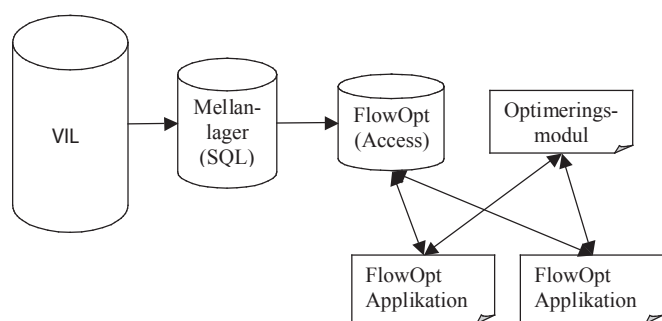 VIL
Mellan-
lager
(SQL)
FlowOpt
(Access)
Optimerings-
modul
FlowOpt
Applikation
FlowOpt
Applikation